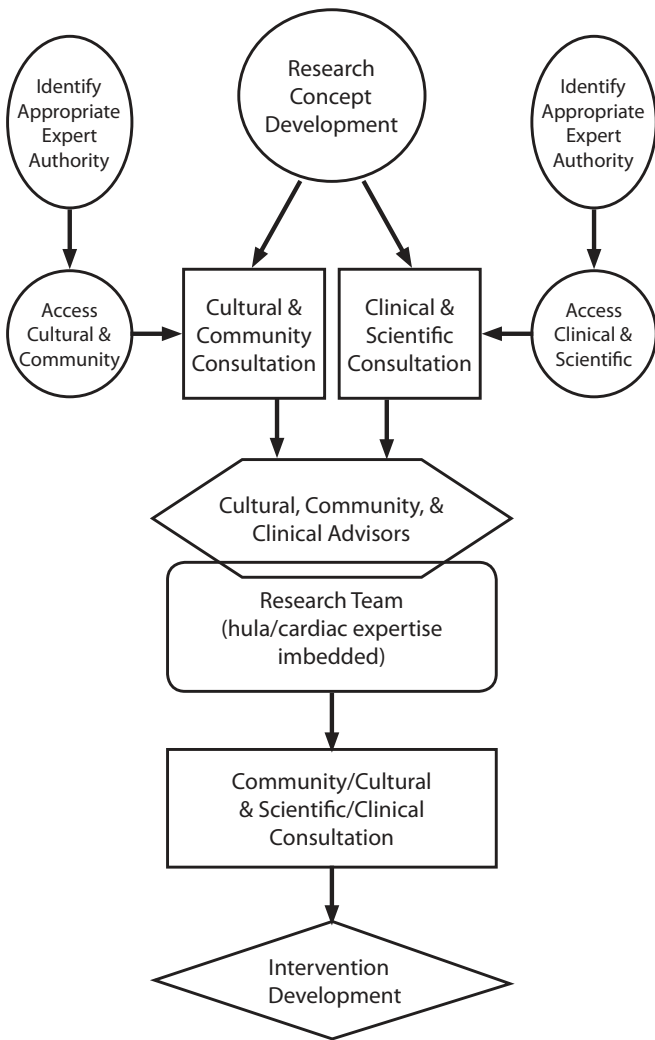 Identify
Appropriate
Expert
Authority
Research
Concept
Development
Identify
Appropriate
Expert
Authority
Access
Cultural &
Community
Cultural &
Community
Consultation
Clinical &
Scientific
Consultation
Access
Clinical &
Scientific
Cultural, Community, &
Clinical Advisors
Research Team
(hula/cardiac expertise
imbedded)
Community/Cultural
& Scientific/Clinical
Consultation
Intervention
Development